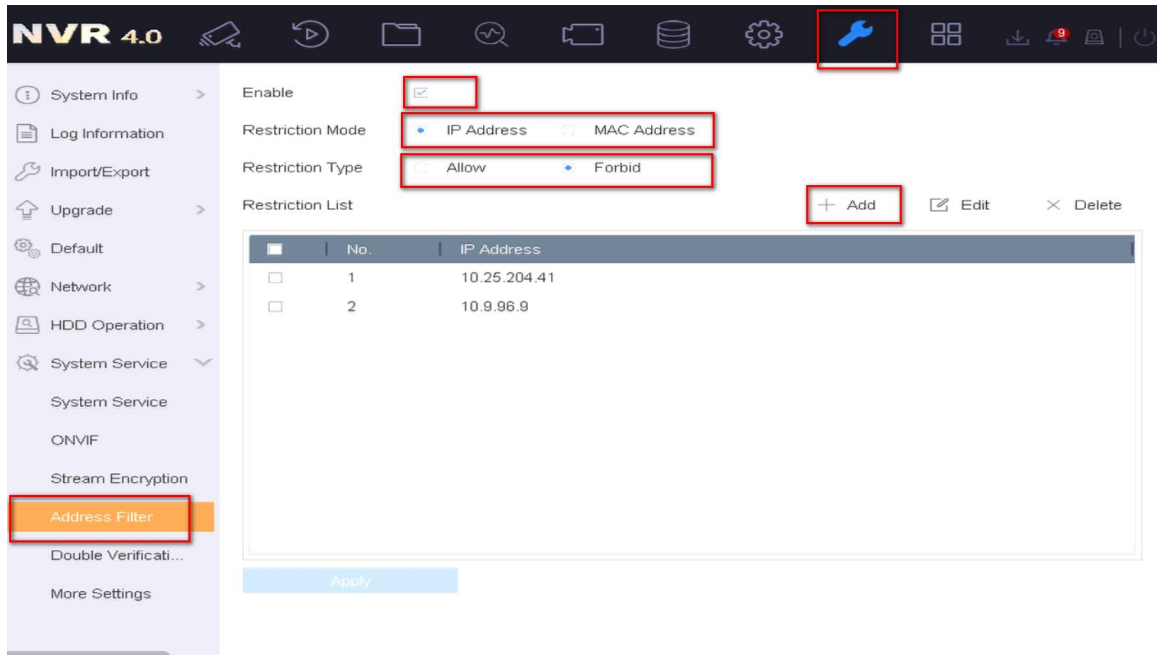 NVR 4.0
9
System Info
Log Information
Import/Export
Upgrade
Default
Network
HDD Operation
System Service
System Service
ONVIF
Stream Encryption
Address Filter
Double Verificati...
More Settings
Enable
Restriction Mode IP Address MAC Address
Restriction Type Allow Forbid
Restriction List Add Edit Delete
No. IP Address
1 10.25.204.41
2 10.9.96.9
Apply